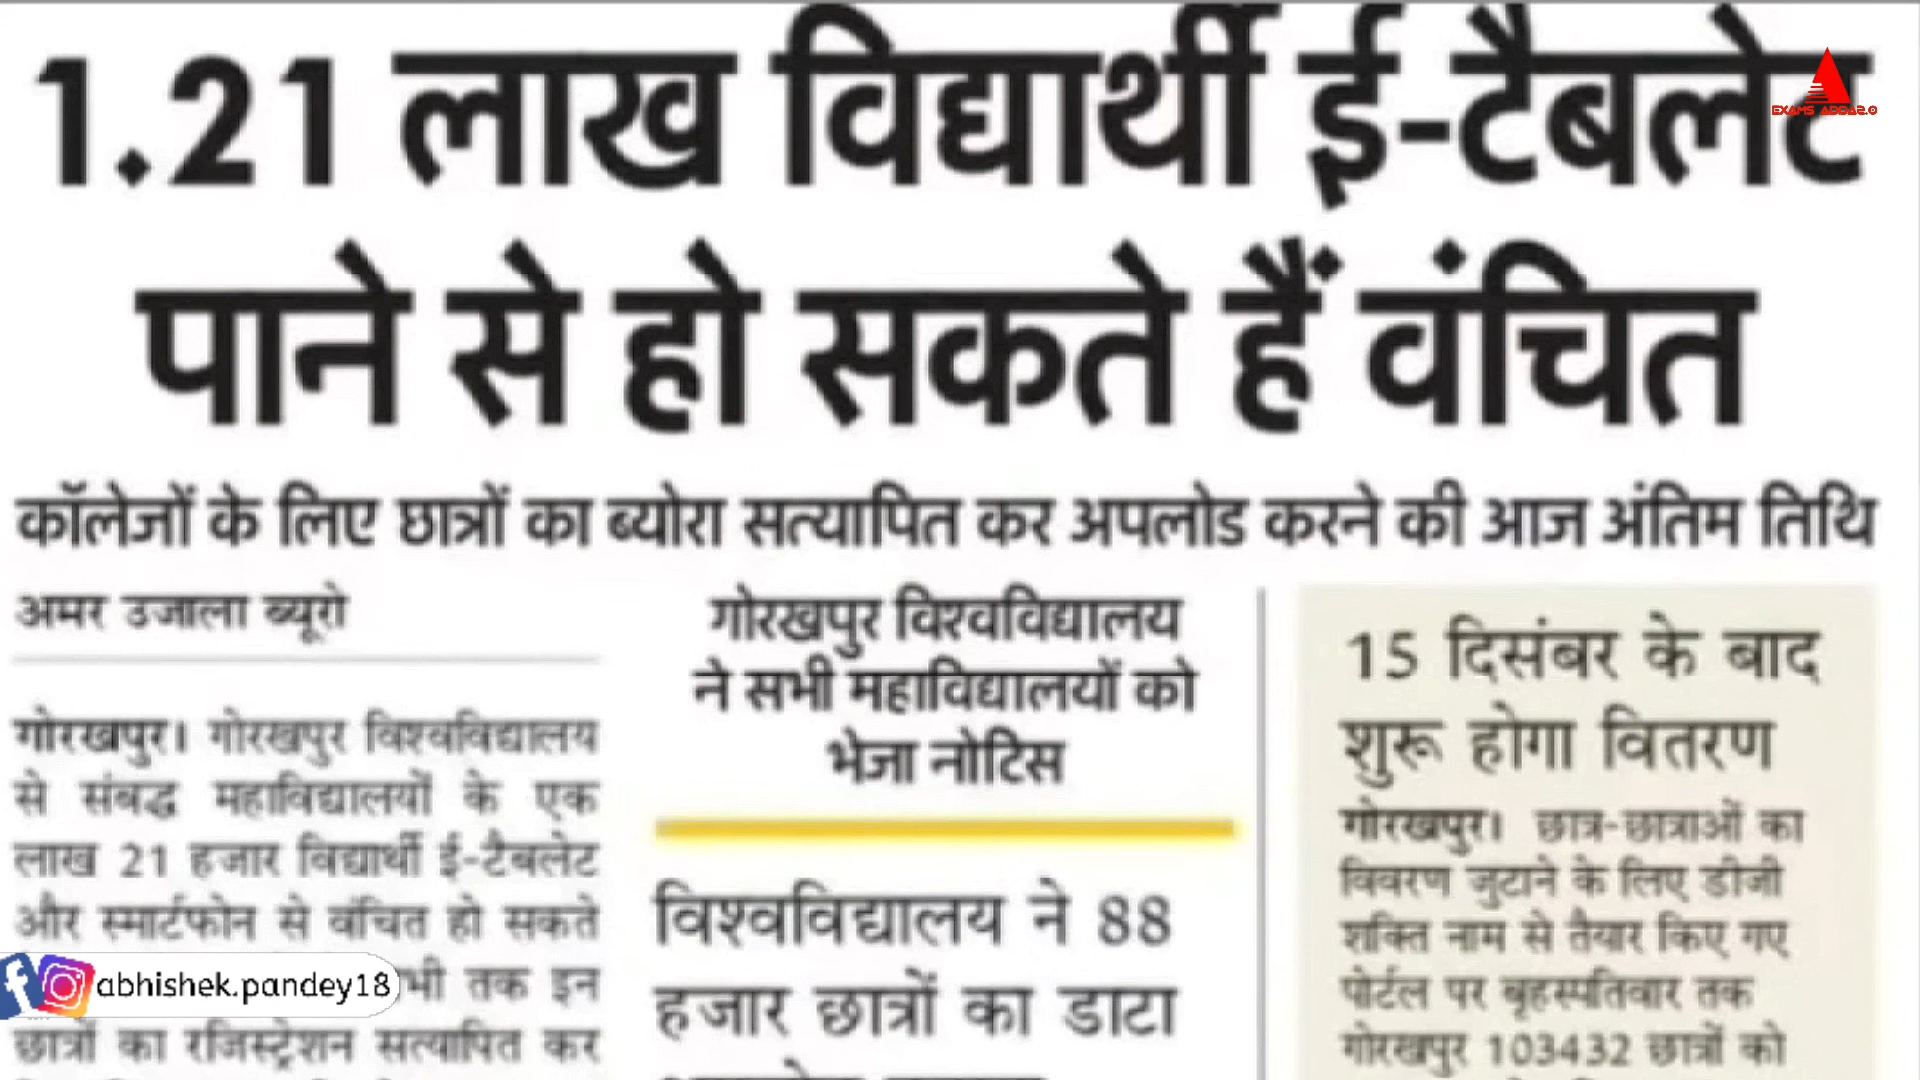 1.21 लाख विद्यार्थी ई-टैबलेट
पाने से हो सकते हैं वंचित
EXAMS ADDA2.0
कॉलेजों के लिए छात्रों का ब्योरा सत्यापित कर अपलोड करने की आज अंतिम तिथि
अमर उजाला ब्यूरो
गोरखपुर। गोरखपुर विश्वविद्यालय
से संबद्ध महाविद्यालयों के एक
लाख 21 हजार विद्यार्थी ई-टैबलेट
और स्मार्टफोन से वंचित हो सकते
भी तक इन
छात्रों का रजिस्ट्रेशन सत्यापित कर
abhishek.pandey18
गोरखपुर विश्वविद्यालय
ने सभी महाविद्यालयों को
भेजा नोटिस
विश्वविद्यालय ने 88
हजार छात्रों का डाटा
15 दिसंबर के बाद
शुरू होगा वितरण
गोरखपुर। छात्र-छात्राओं का
विवरण जुटाने के लिए डीजी
शक्ति नाम से तैयार किए गए
पोर्टल पर बृहस्पतिवार तक
गोरखपुर 103432 छात्रों को